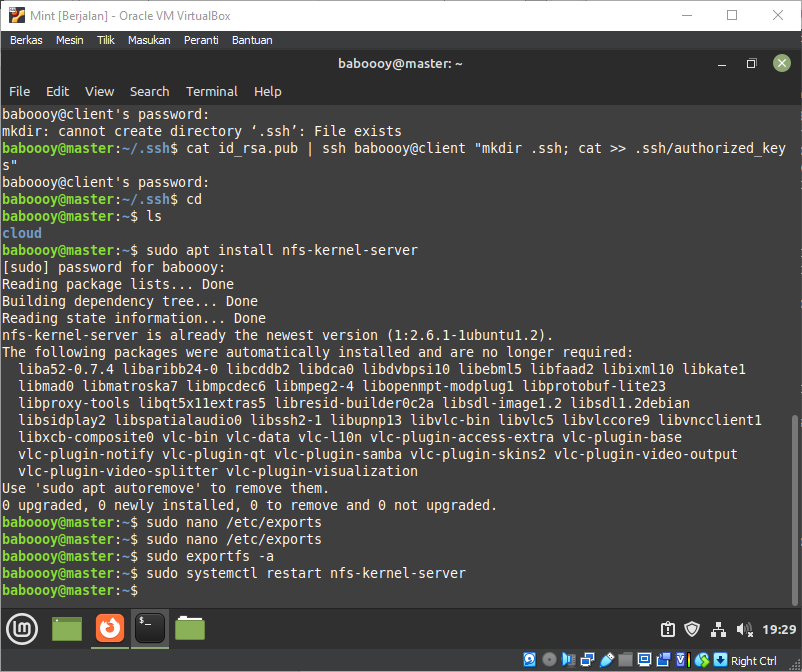 Mint [Berjalan] - Oracle VM VirtualBox
Berkas Mesin Tilik Masukan Peranti Bantuan
baboooy@master: ~
File Edit View Search Terminal Help
baboooy@client's password:
mkdir: cannot create directory ‘.ssh’: File exists
baboooy@master:~/.ssh$ cat id_rsa.pub | ssh baboooy@client "mkdir .ssh; cat >> .ssh/authorized_key
s"
baboooy@client's password:
baboooy@master:~/.ssh$ cd
baboooy@master:~$ ls
cloud
baboooy@master:~$ sudo apt install nfs-kernel-server
[sudo] password for baboooy:
Reading package lists... Done
Building dependency tree... Done
Reading state information... Done
nfs-kernel-server is already the newest version (1:2.6.1-1ubuntu1.2).
The following packages were automatically installed and are no longer required:
liba52-0.7.4 libaribb24-0 libcddb2 libdca0 libdvbpsi10 libebml5 libfaad2 libixml10 libkate1
libmad0 libmatroska7 libmpcdec6 libmpeg2-4 libopenmpt-modplug1 libprotobuf-lite23
libproxy-tools libqt5x11extras5 libresid-builder0c2a libsdl-image1.2 libsdl1.2debian
libsidplay2 libspatialaudio0 libssh2-1 libupnp13 libvlc-bin libvlc5 libvlccore9 libvncclient1
libxcb-composite0 vlc-bin vlc-data vlc-l10n vlc-plugin-access-extra vlc-plugin-base
vlc-plugin-notify vlc-plugin-qt vlc-plugin-samba vlc-plugin-skins2 vlc-plugin-video-output
vlc-plugin-video-splitter vlc-plugin-visualization
Use 'sudo apt autoremove' to remove them.
0 upgraded, 0 newly installed, 0 to remove and 0 not upgraded.
baboooy@master:~$ sudo nano /etc/exports
baboooy@master:~$ sudo nano /etc/exports
baboooy@master:~$ sudo exportfs -a
baboooy@master:~$ sudo systemctl restart nfs-kernel-server
baboooy@master:~$
19:29
Right Ctrl